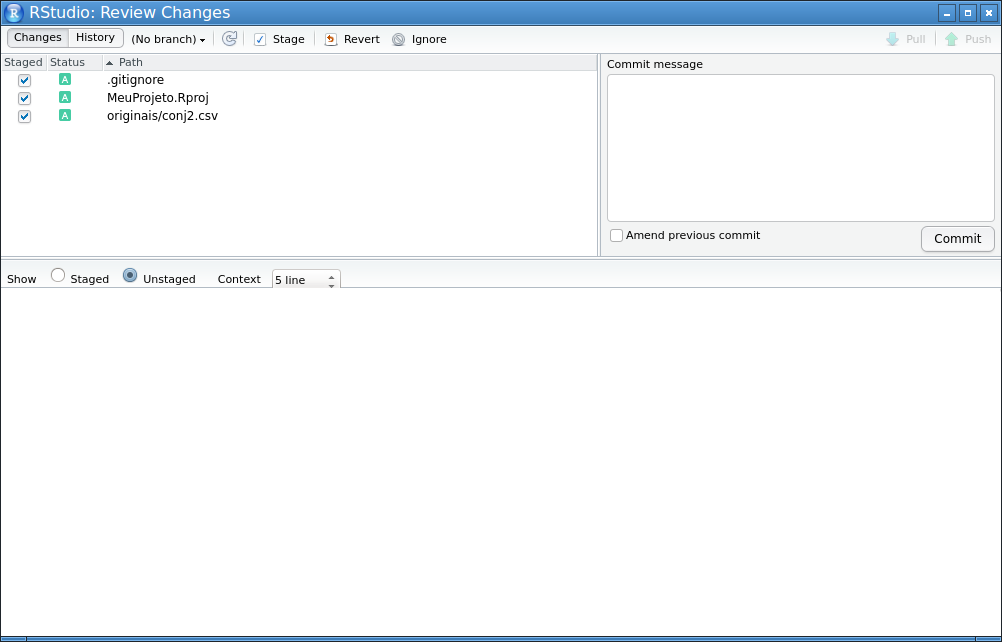 RStudio: Review Changes
Changes History (No branch) Stage Revert Ignore Pull Push
Staged Status Path
A .gitignore
A MeuProjeto.Rproj
A originais/conj2.csv
Commit message
Amend previous commit
Commit
Show Staged Unstaged Context 5 line